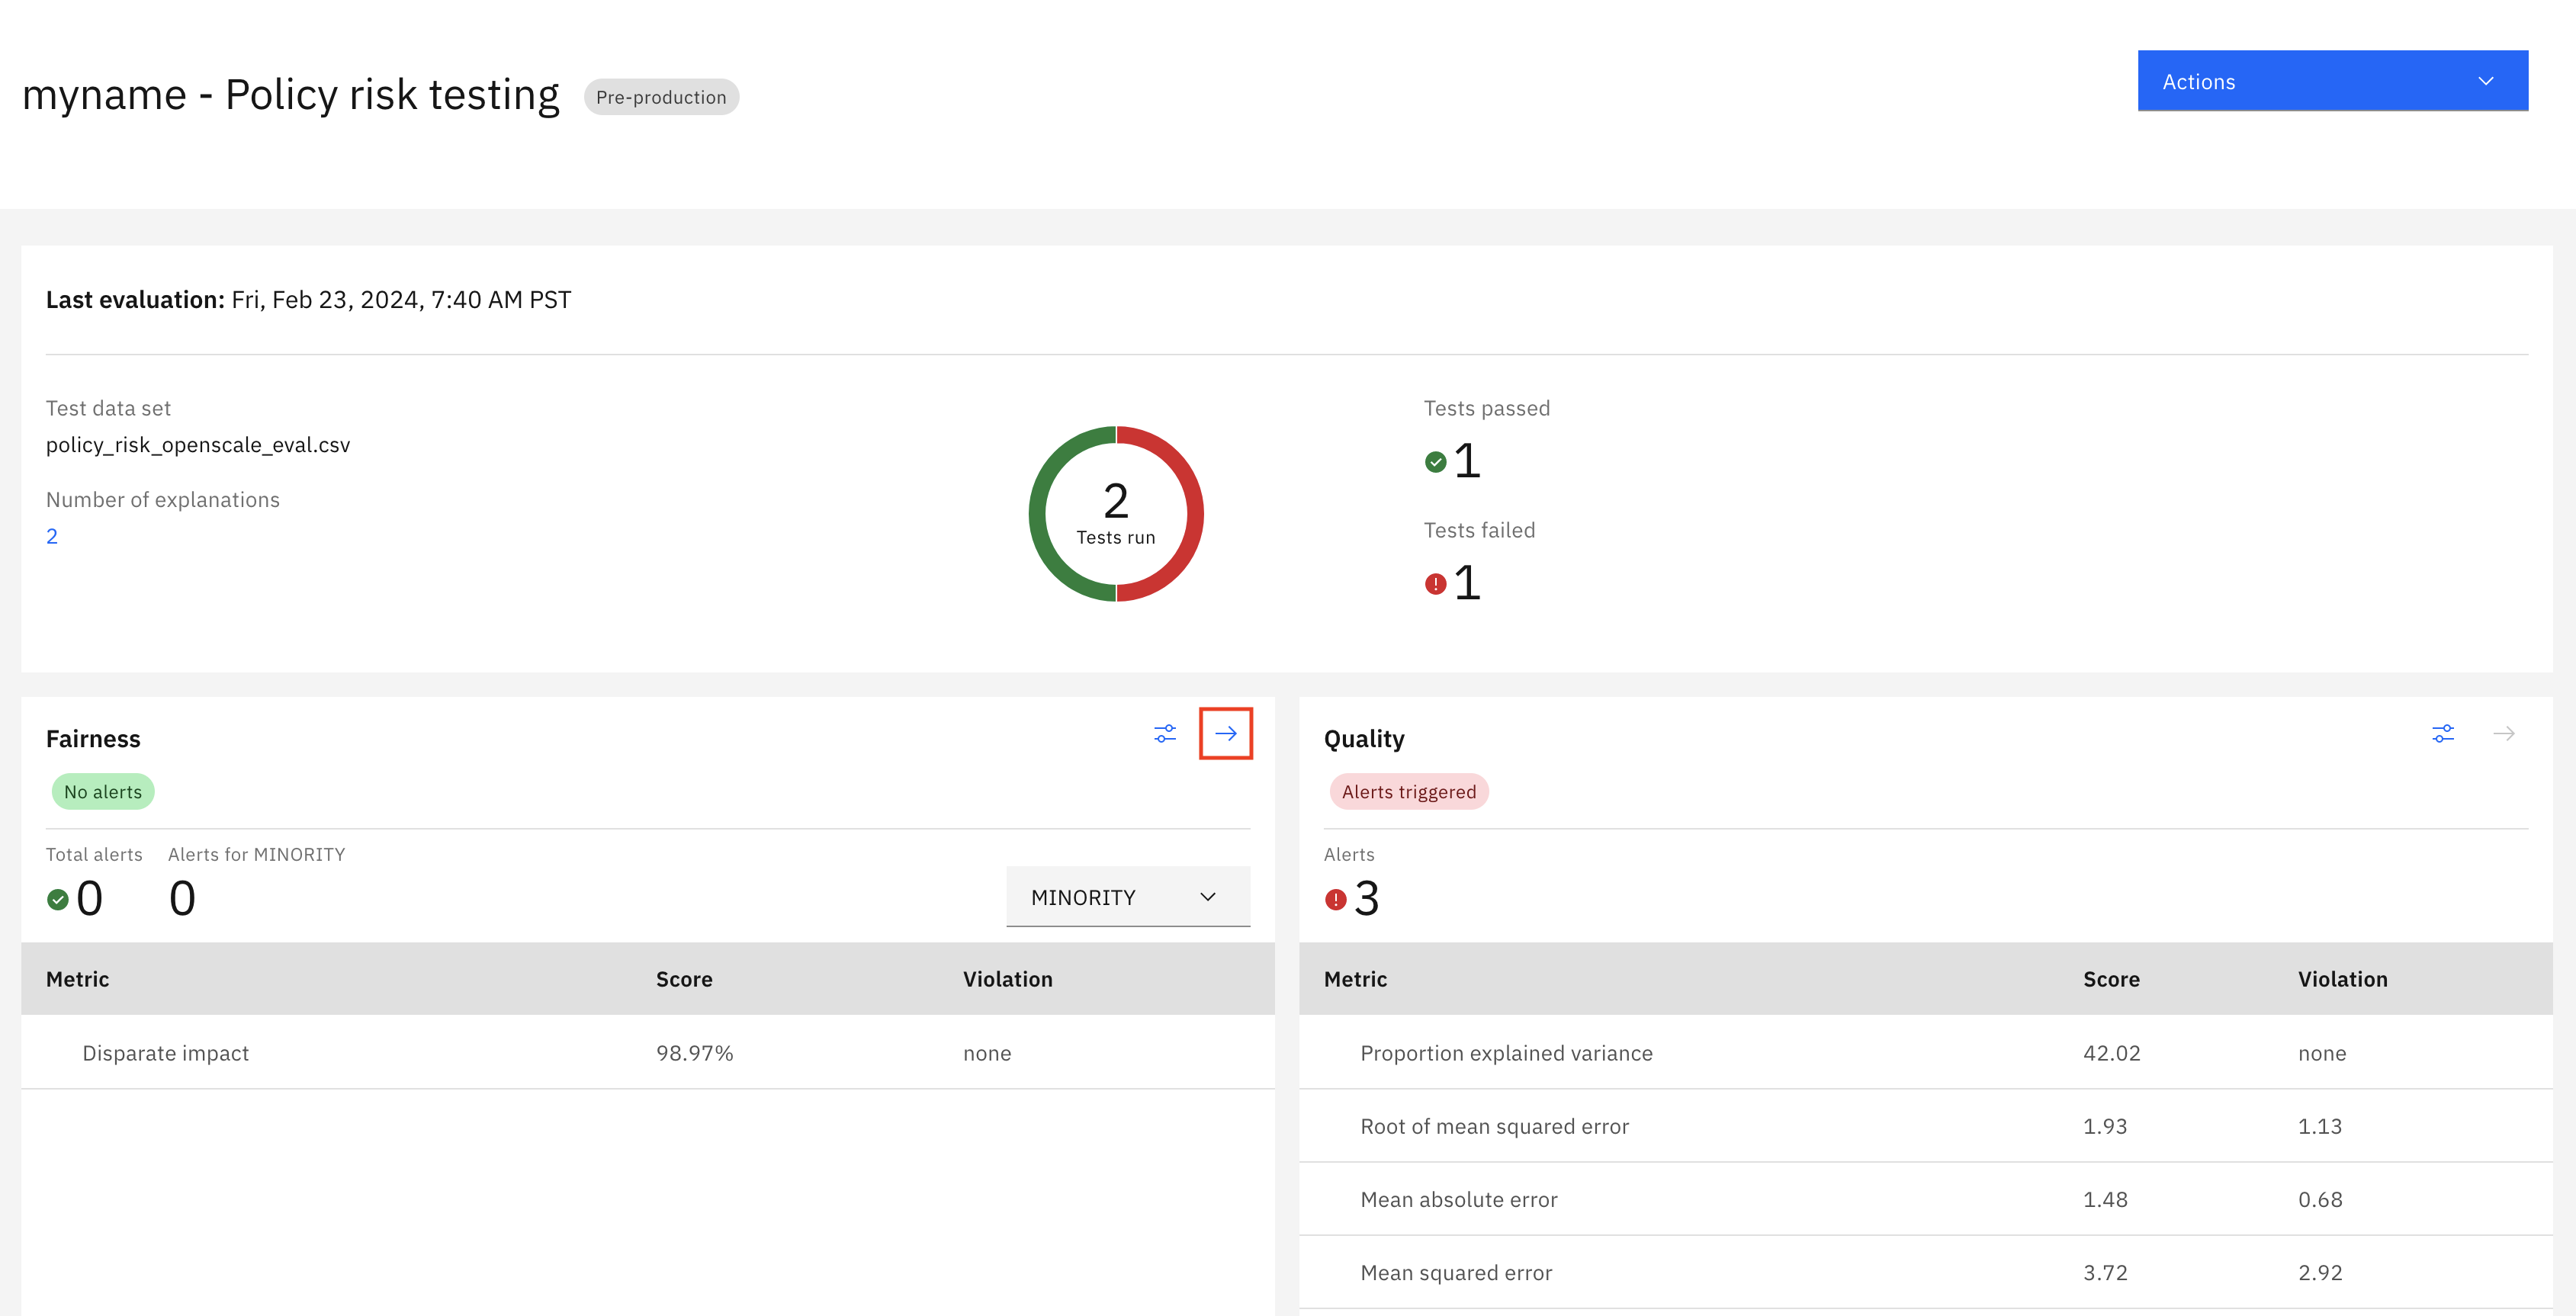 myname - Policy risk testing Pre-production
Actions
Last evaluation: Fri, Feb 23, 2024, 7:40 AM PST
Test data set
policy_risk_openscale_eval.csv
Number of explanations
2
2
Tests run
Tests passed
1
Tests failed
1
Fairness
No alerts
Total alerts Alerts for MINORITY
0 0
MINORITY
Metric Score Violation
Disparate impact 98.97% none
Quality
Alerts triggered
Alerts
3
Metric Score Violation
Proportion explained variance 42.02 none
Root of mean squared error 1.93 1.13
Mean absolute error 1.48 0.68
Mean squared error 3.72 2.92